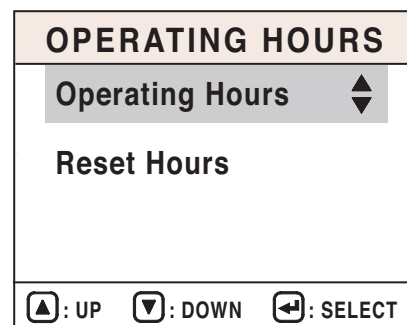 OPERATING HOURS
Operating Hours
Reset Hours
: UP : DOWN : SELECT